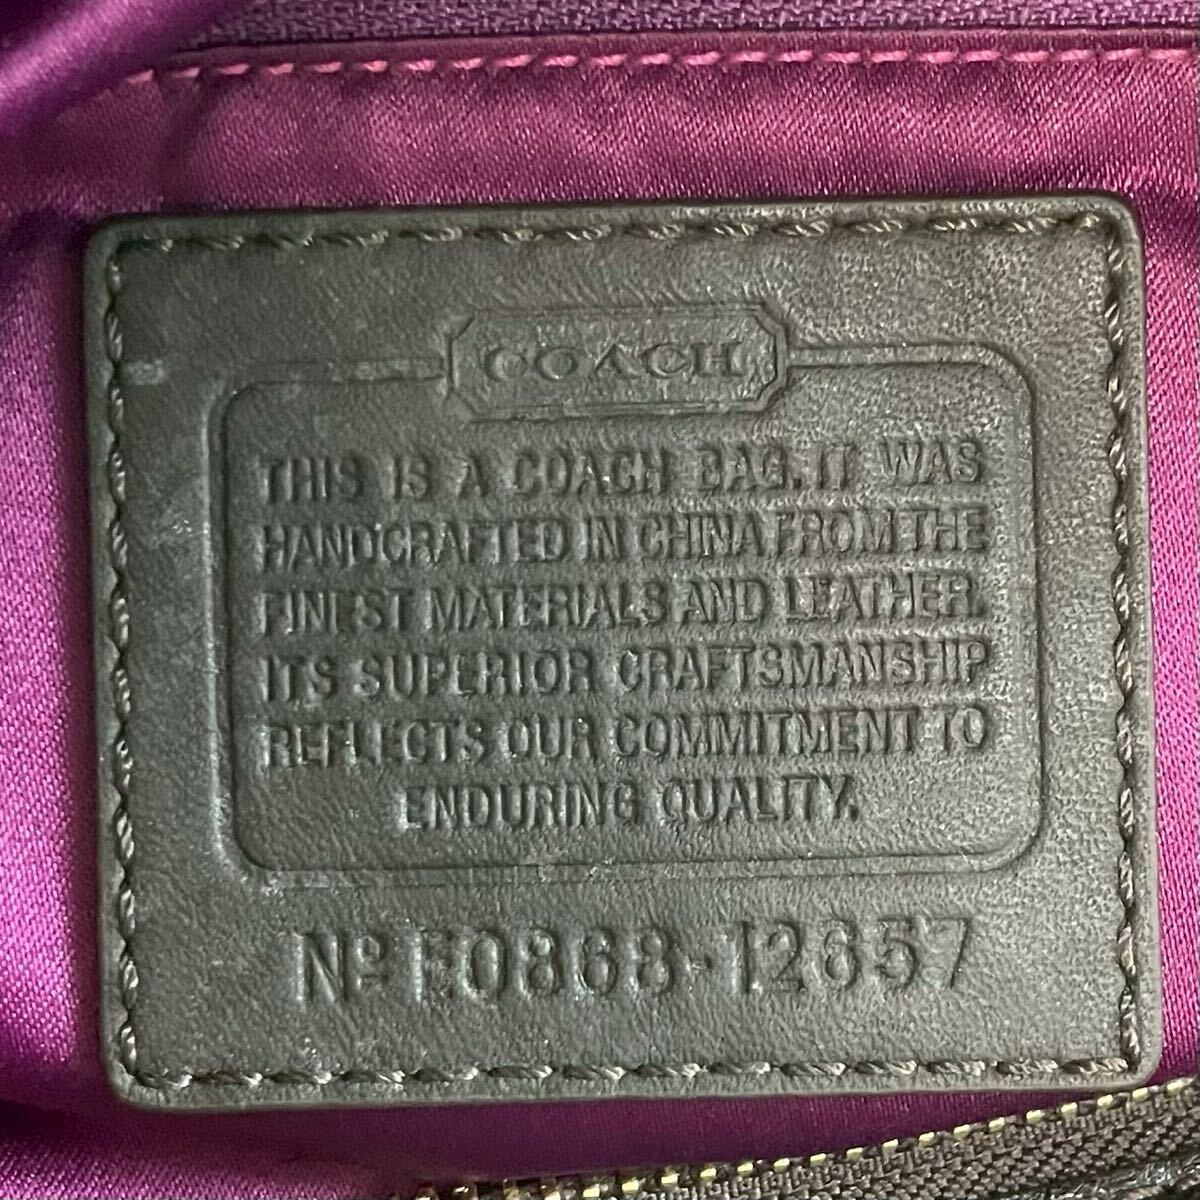 COACH
THIS IS A COACH BAG. IT WAS
HANDCRAFTED IN CHINA FROM THE
FINEST MATERIALS AND LEATHER.
ITS SUPERIOR CRAFTSMANSHIP
REFLECTS OUR COMMITMENT TO
ENDURING QUALITY.
Nº E0868-12657